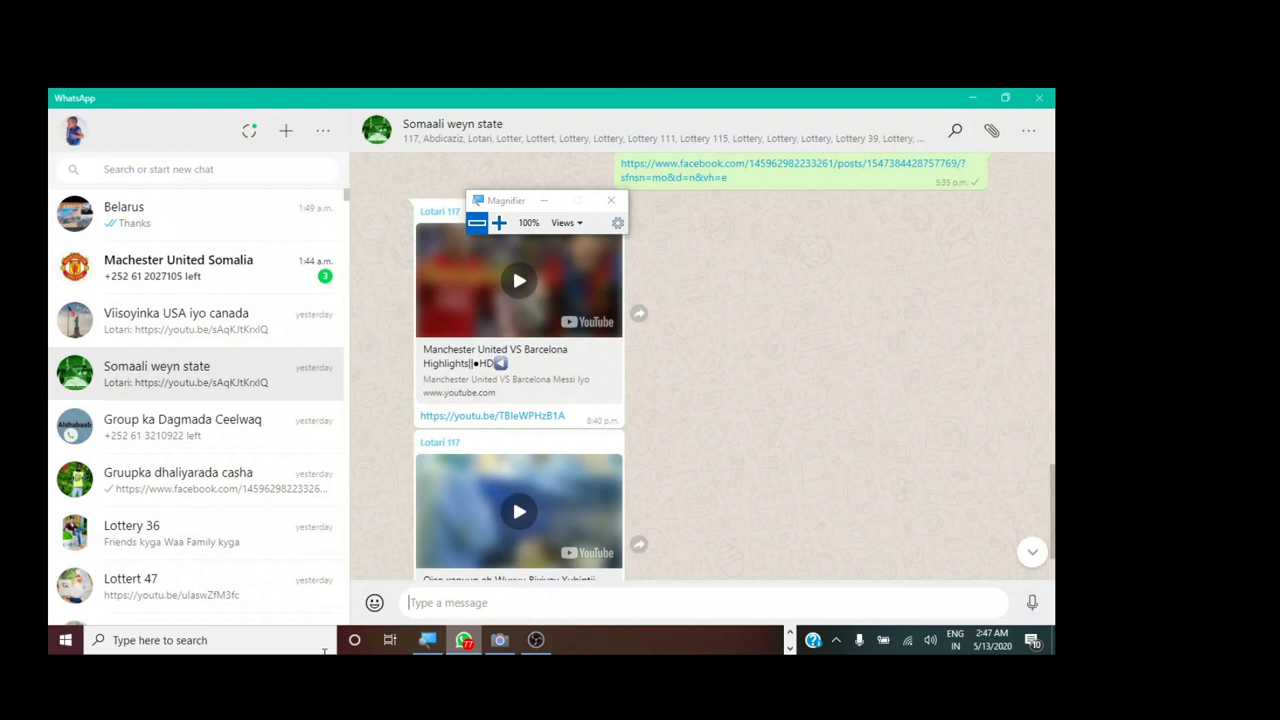 WhatsApp
Search or start new chat
Belarus
1:49 a.m.
Thanks
Machester United Somalia
1:44 a.m.
+252 61 2027105 left
3
Viisoyinka USA iyo canada
yesterday
Lotari: https://youtu.be/sAqKJtKrxlQ
Somaali weyn state
yesterday
Lotari: https://youtu.be/sAqKJtKrxlQ
Alshabaab
Group ka Dagmada Ceelwaq
yesterday
+252 61 3210922 left
Gruupka dhaliyarada casha
yesterday
https://www.facebook.com/14596298223326...
Lottery 36
yesterday
Friends kyga Waa Family kyga
Lottert 47
yesterday
https://youtu.be/ulaswZfM3fc
Somaali weyn state
117, Abdicaziz, Lotari, Lotter, Lottert, Lottery, Lottery, Lottery 111, Lottery 115, Lottery, Lottery, Lottery 39, Lottery, ...
https://www.facebook.com/145962982233261/posts/1547384428757769/?
sfnsn=mo&d=n&vh=e
5:35 p.m.
Magnifier
100%
Views
Lotari 117
YouTube
Manchester United VS Barcelona
Highlights||●HD◀
Manchester United VS Barcelona Messi Iyo
www.youtube.com
https://youtu.be/TBIeWPHzB1A
8:40 p.m.
Lotari 117
YouTube
Type a message
Type here to search
77
ENG
IN
2:47 AM
5/13/2020
10